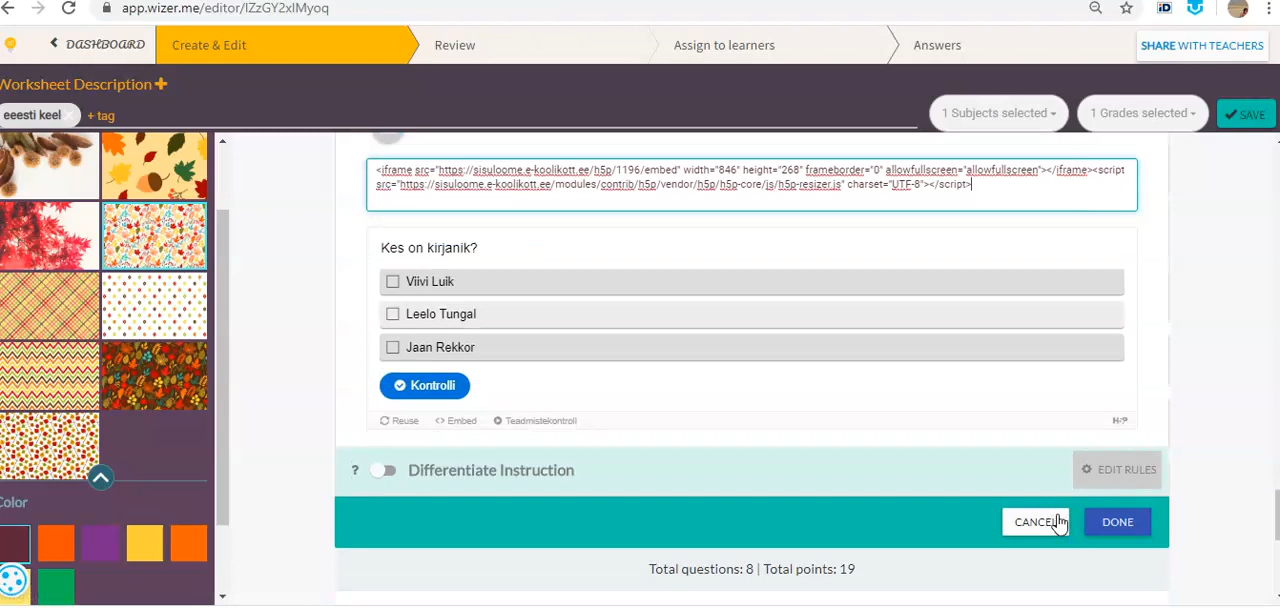 app.wizer.me/editor/IZzGY2xlMyoq
DASHBOARD
Create & Edit
Review
Assign to learners
Answers
SHARE WITH TEACHERS
Worksheet Description
eeesti keel
+ tag
1 Subjects selected
1 Grades selected
SAVE
<iframe src="https://sisuloome.e-koolikott.ee/h5p/1196/embed" width="846" height="268" frameborder="0" allowfullscreen="allowfullscreen"></iframe><script
src="https://sisuloome.e-koolikott.ee/modules/contrib/h5p/vendor/h5p/h5p-core/js/h5p-resizer.js" charset="UTF-8"></script>
Kes on kirjanik?
Viivi Luik
Leelo Tungal
Jaan Rekkor
Kontrolli
Reuse
<> Embed
Teadmistekontroll
H5P
? Differentiate Instruction
EDIT RULES
CANCEL
DONE
Color
Total questions: 8 | Total points: 19